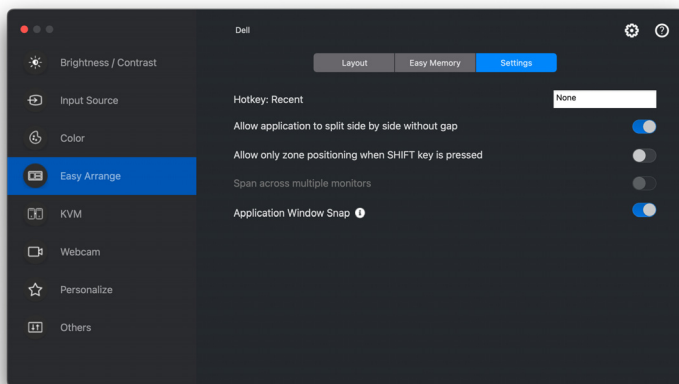 Dell
Brightness / Contrast
Input Source
Color
Easy Arrange
KVM
Webcam
Personalize
Others
Layout
Easy Memory
Settings
Hotkey: Recent
None
Allow application to split side by side without gap
Allow only zone positioning when SHIFT key is pressed
Span across multiple monitors
Application Window Snap